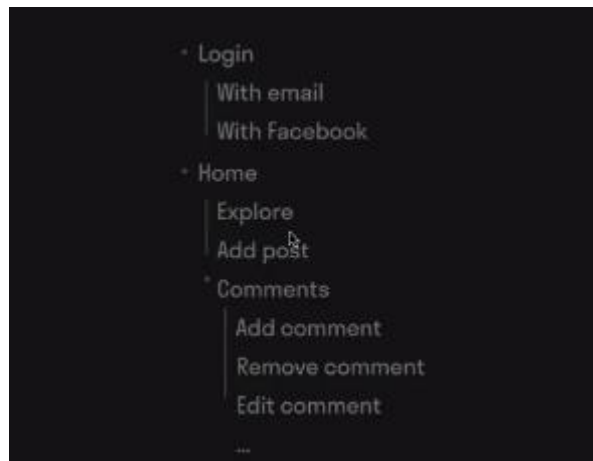 Login
With email
With Facebook
Home
Explore
Add post
Comments
Add comment
Remove comment
Edit comment
...